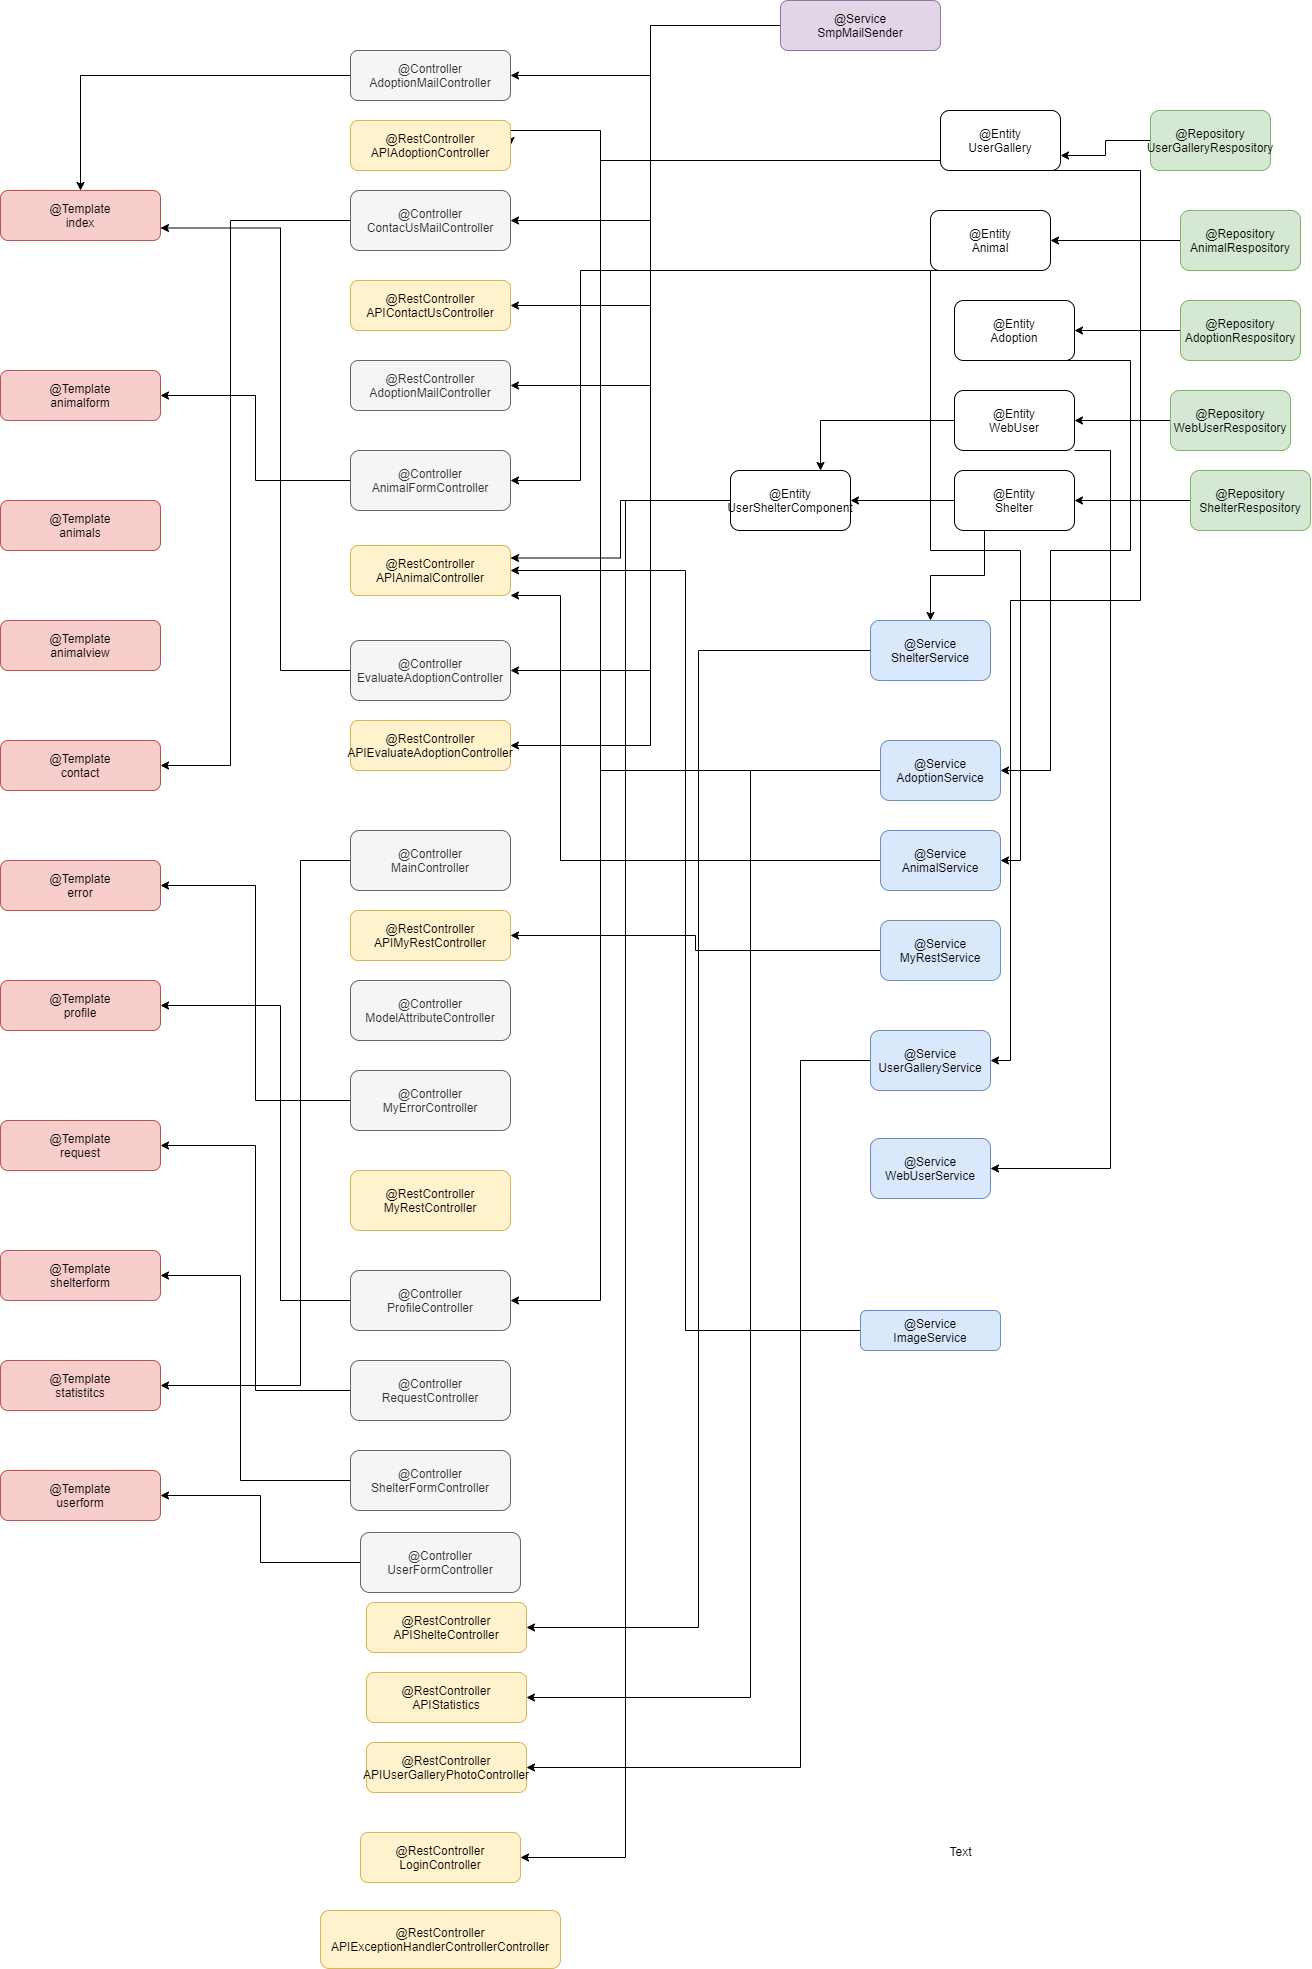 @Service
SmpMailSender
@Controller
AdoptionMailController
@RestController
APIAdoptionController
@Entity
UserGallery
@Repository
UserGalleryRespository
@Template
index
@Controller
ContacUsMailController
@Entity
Animal
@Repository
AnimalRespository
@RestController
APIContactUsController
@Entity
Adoption
@Repository
AdoptionRespository
@Template
animalform
@RestController
AdoptionMailController
@Entity
WebUser
@Repository
WebUserRespository
@Controller
AnimalFormController
@Entity
UserShelterComponent
@Entity
Shelter
@Repository
ShelterRespository
@Template
animals
@RestController
APIAnimalController
@Template
animalview
@Controller
EvaluateAdoptionController
@Service
ShelterService
@Template
contact
@RestController
APIEvaluateAdoptionController
@Service
AdoptionService
@Controller
MainController
@Service
AnimalService
@Template
error
@RestController
APIMyRestController
@Service
MyRestService
@Template
profile
@Controller
ModelAttributeController
@Service
UserGalleryService
@Controller
MyErrorController
@Template
request
@Service
WebUserService
@RestController
MyRestController
@Template
shelterform
@Controller
ProfileController
@Service
ImageService
@Template
statistitcs
@Controller
RequestController
@Template
userform
@Controller
ShelterFormController
@Controller
UserFormController
@RestController
APIShelteController
@RestController
APIStatistics
@RestController
APIUserGalleryPhotoController
@RestController
LoginController
Text
@RestController
APIExceptionHandlerControllerController